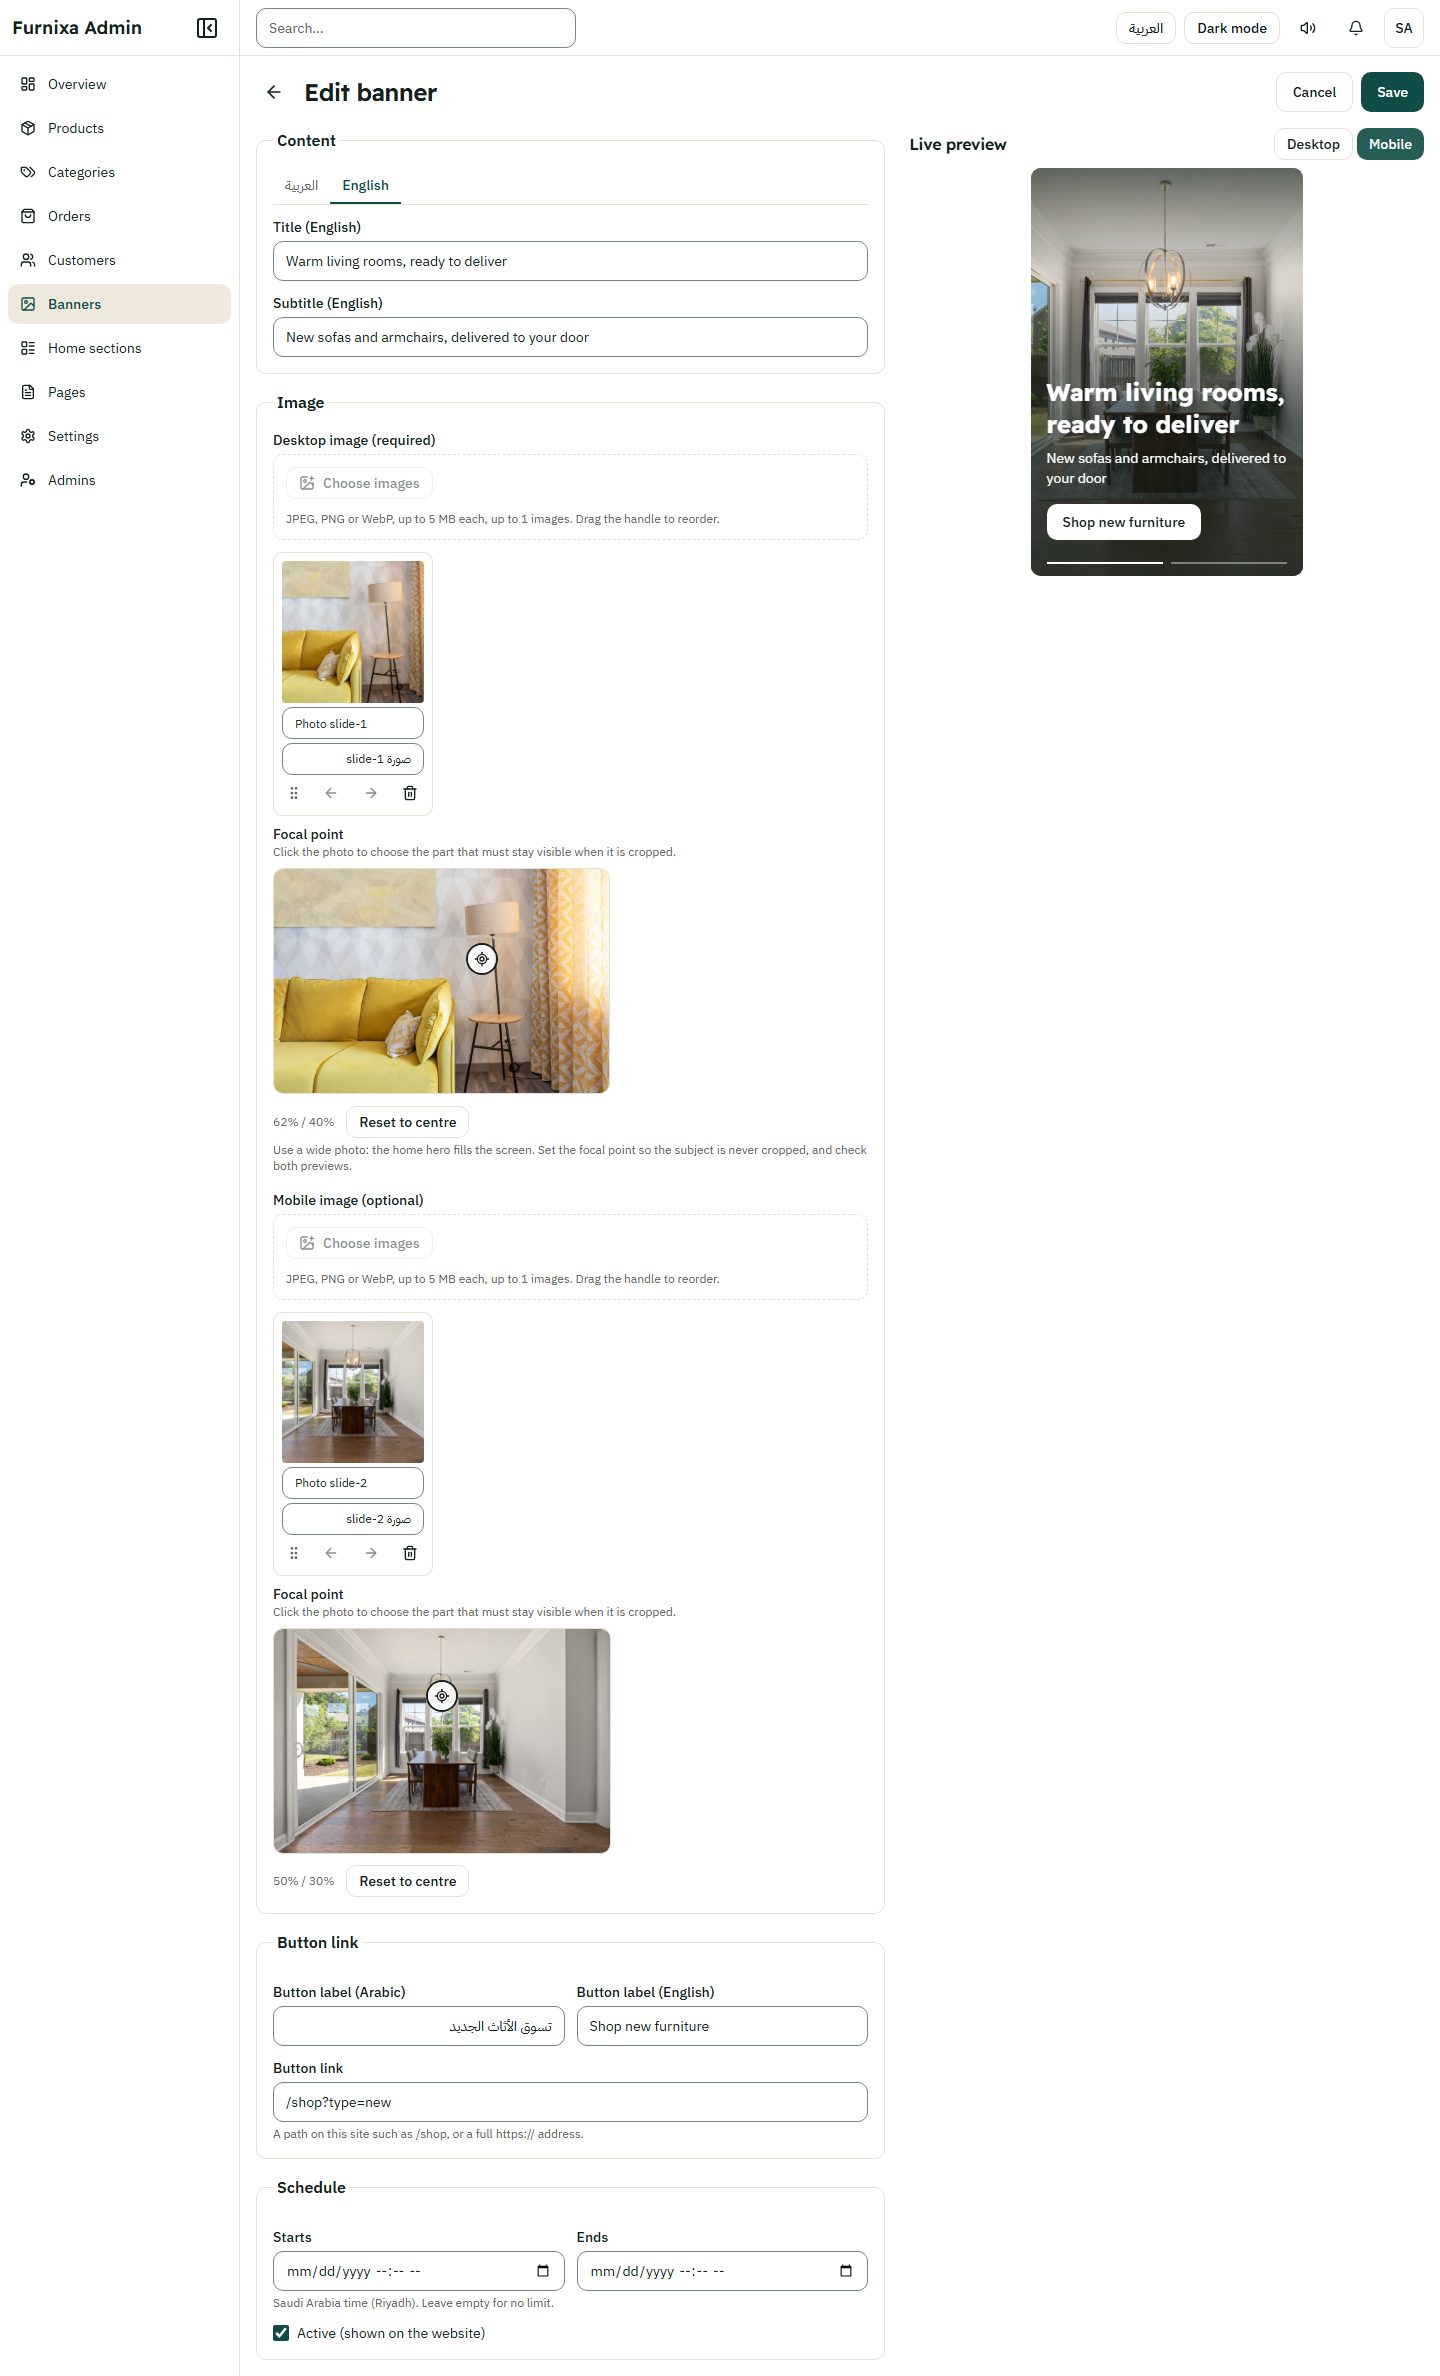 Furnixa Admin
Search...
العربية
Dark mode
SA
Overview
Products
Categories
Orders
Customers
Banners
Home sections
Pages
Settings
Admins
Edit banner
Cancel
Save
Content
العربية
English
Title (English)
Warm living rooms, ready to deliver
Subtitle (English)
New sofas and armchairs, delivered to your door
Image
Desktop image (required)
Choose images
JPEG, PNG or WebP, up to 5 MB each, up to 1 images. Drag the handle to reorder.
Photo slide-1
صورة slide-1
Focal point
Click the photo to choose the part that must stay visible when it is cropped.
62% / 40%
Reset to centre
Use a wide photo: the home hero fills the screen. Set the focal point so the subject is never cropped, and check
both previews.
Mobile image (optional)
Choose images
JPEG, PNG or WebP, up to 5 MB each, up to 1 images. Drag the handle to reorder.
Photo slide-2
صورة slide-2
Focal point
Click the photo to choose the part that must stay visible when it is cropped.
50% / 30%
Reset to centre
Button link
Button label (Arabic)
تسوق الأثاث الجديد
Button label (English)
Shop new furniture
Button link
/shop?type=new
A path on this site such as /shop, or a full https:// address.
Schedule
Starts
mm/dd/yyyy --:-- --
Ends
mm/dd/yyyy --:-- --
Saudi Arabia time (Riyadh). Leave empty for no limit.
Active (shown on the website)
Live preview
Desktop
Mobile
Warm living rooms,
ready to deliver
New sofas and armchairs, delivered to
your door
Shop new furniture